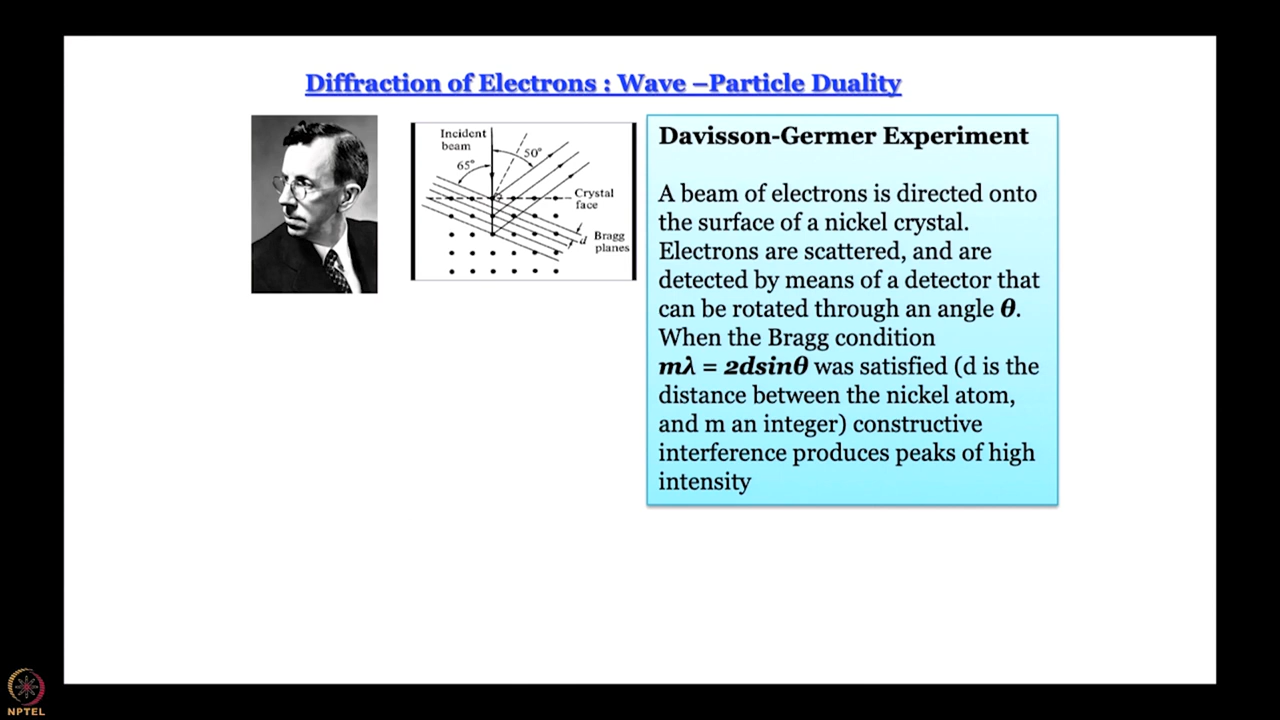 Diffraction of Electrons : Wave –Particle Duality
Incident
beam
50°
65°
Crystal
face
d
Bragg
planes
Davisson-Germer Experiment
A beam of electrons is directed onto
the surface of a nickel crystal.
Electrons are scattered, and are
detected by means of a detector that
can be rotated through an angle θ.
When the Bragg condition
mλ = 2dsinθ was satisfied (d is the
distance between the nickel atom,
and m an integer) constructive
interference produces peaks of high
intensity
NPTEL